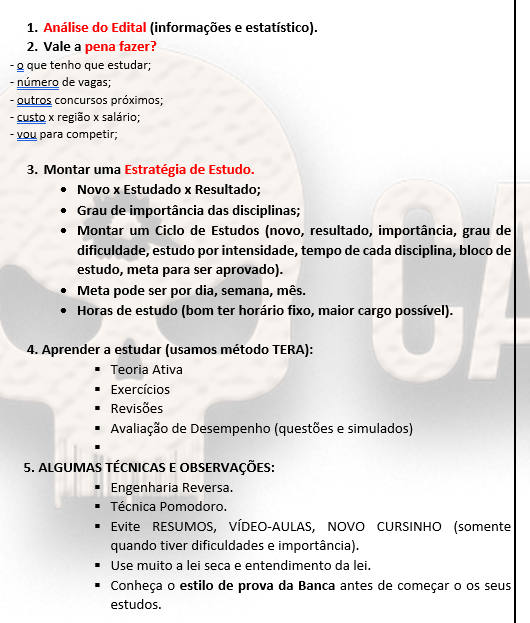 1. Análise do Edital (informações e estatístico).
2. Vale a pena fazer?
- o que tenho que estudar;
- número de vagas;
- outros concursos próximos;
- custo x região x salário;
- vou para competir;
3. Montar uma Estratégia de Estudo.
• Novo x Estudado x Resultado;
• Grau de importância das disciplinas;
• Montar um Ciclo de Estudos (novo, resultado, importância, grau de
dificuldade, estudo por intensidade, tempo de cada disciplina, bloco de
estudo, meta para ser aprovado).
• Meta pode ser por dia, semana, mês.
• Horas de estudo (bom ter horário fixo, maior cargo possível).
4. Aprender a estudar (usamos método TERA):
▪ Teoria Ativa
▪ Exercícios
▪ Revisões
▪ Avaliação de Desempenho (questões e simulados)
▪
5. ALGUMAS TÉCNICAS E OBSERVAÇÕES:
▪ Engenharia Reversa.
▪ Técnica Pomodoro.
▪ Evite RESUMOS, VÍDEO-AULAS, NOVO CURSINHO (somente
quando tiver dificuldades e importância).
▪ Use muito a lei seca e entendimento da lei.
▪ Conheça o estilo de prova da Banca antes de começar o os seus
estudos.
CA